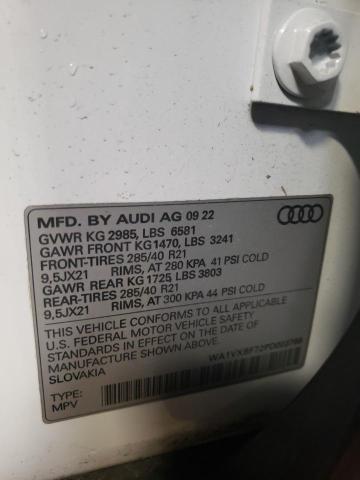 MFD. BY AUDI AG 09 22
GVWR KG 2985, LBS 6581
GAWR FRONT KG1470, LBS 3241
FRONT-TIRES 285/40 R21
9,5JX21 RIMS, AT 280 KPA 41 PSI COLD
GAWR REAR KG 1725 LBS 3803
REAR-TIRES 285/40 R21
9,5JX21 RIMS, AT 300 KPA 44 PSI COLD
THIS VEHICLE CONFORMS TO ALL APPLICABLE
U.S. FEDERAL MOTOR VEHICLE SAFETY
STANDARDS IN EFFECT ON THE DATE OF
MANUFACTURE SHOWN ABOVE.
SLOVAKIA
TYPE:
MPV